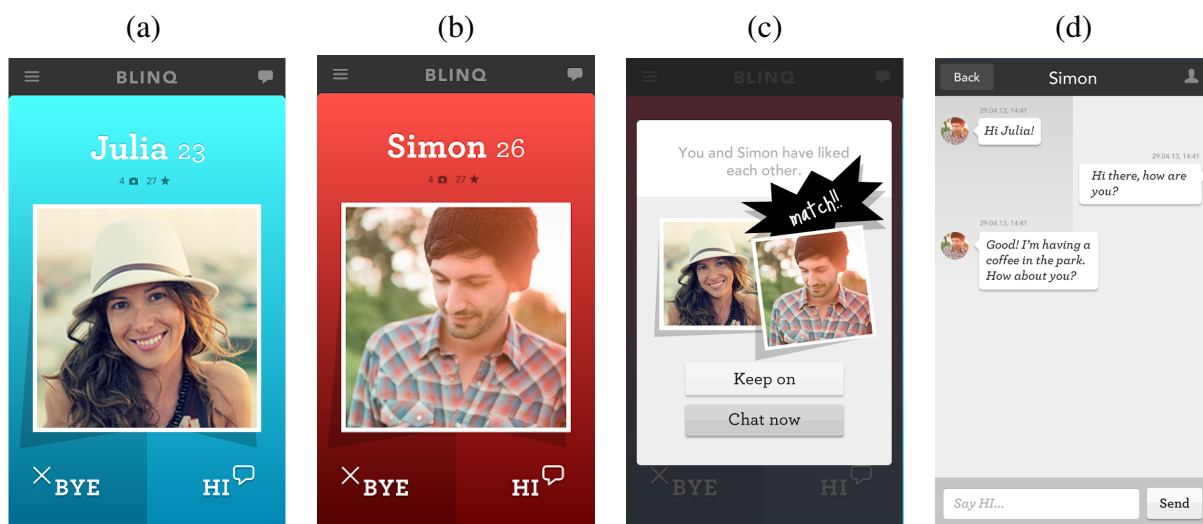 (a)
BLINQ
Julia 23
4 27
BYE HI
(b)
BLINQ
Simon 26
4 27
BYE HI
(c)
BLINQ
You and Simon have liked
each other.
match!!
Keep on
Chat now
BYE HI
(d)
Back Simon
29.04.13, 14:41
Hi Julia!
29.04.13, 14:41
Hi there, how are
you?
29.04.13, 14:41
Good! I'm having a
coffee in the park.
How about you?
Say HI... Send